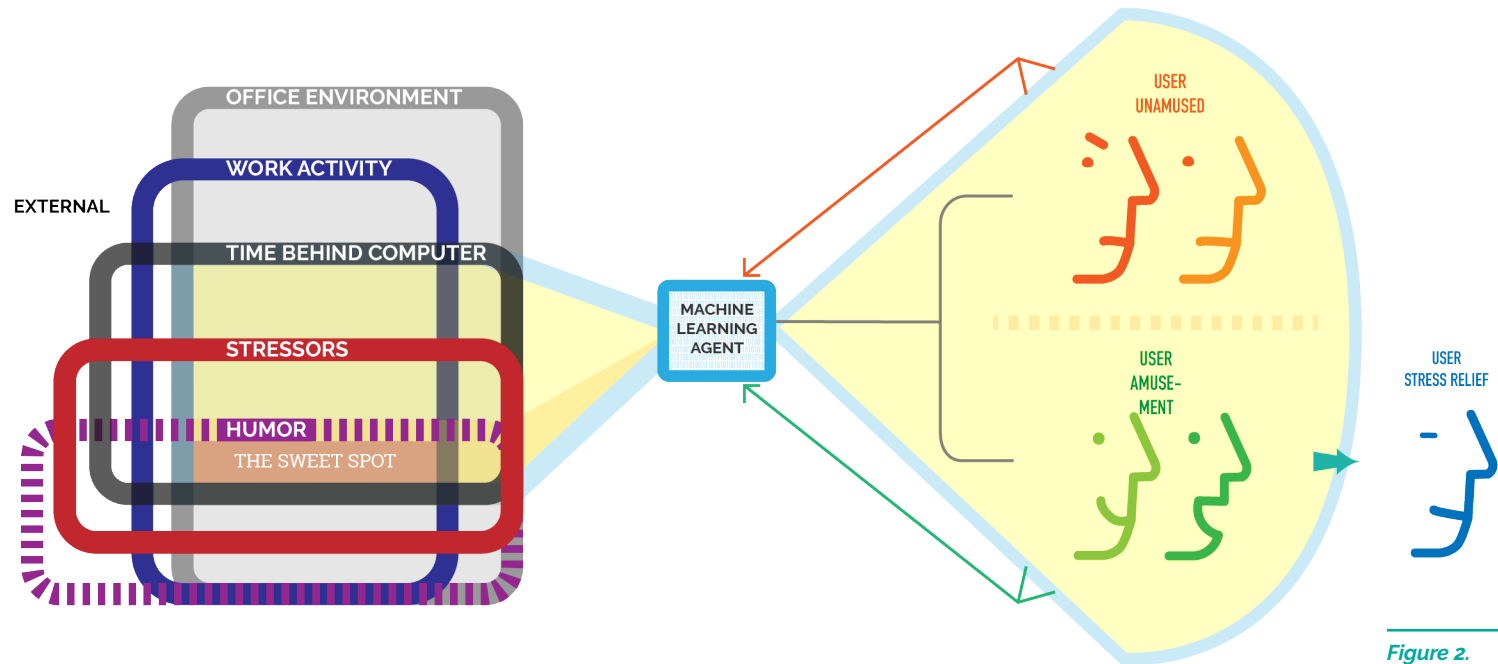 OFFICE ENVIRONMENT
WORK ACTIVITY
EXTERNAL
TIME BEHIND COMPUTER
STRESSORS
HUMOR
THE SWEET SPOT
MACHINE
LEARNING
AGENT
USER
UNAMUSED
USER
AMUSE-
MENT
USER
STRESS RELIEF
Figure 2.